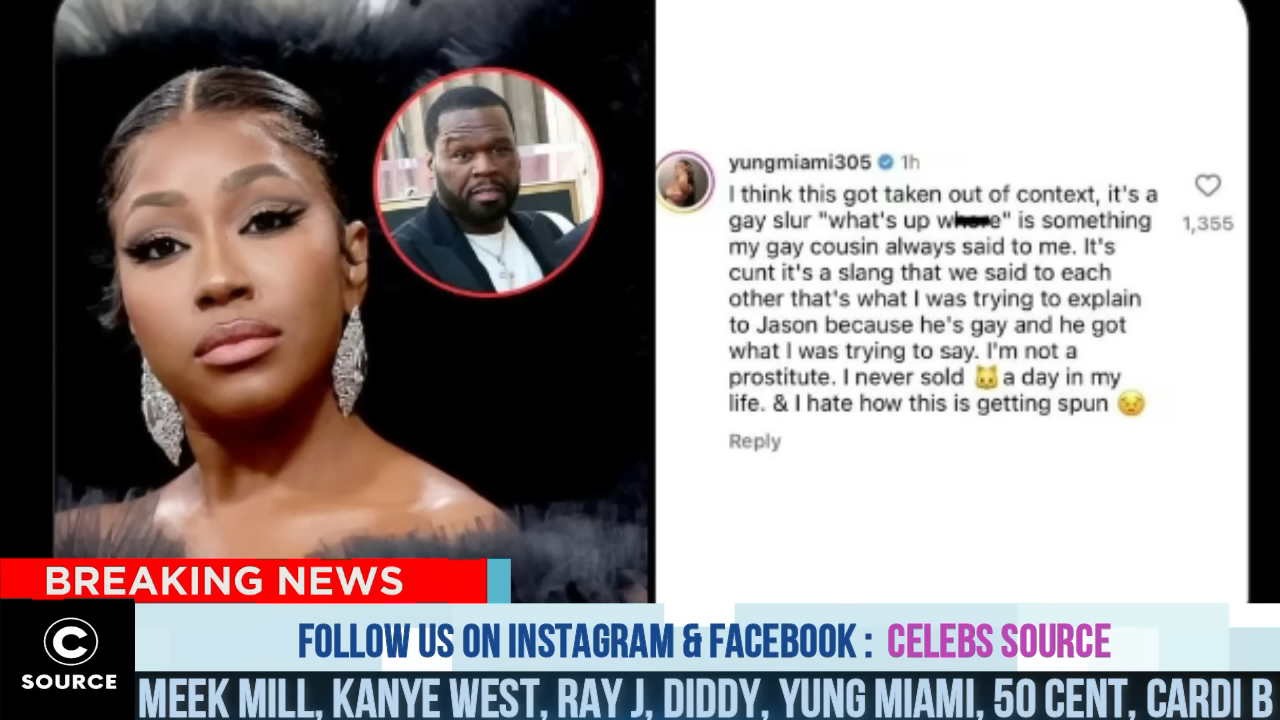 yungmiami305 1h
I think this got taken out of context, it's a
gay slur "what's up whore" is something
my gay cousin always said to me. It's
cunt it's a slang that we said to each
other that's what I was trying to explain
to Jason because he's gay and he got
what I was trying to say. I'm not a
prostitute. I never sold 🐱 a day in my
life. & I hate how this is getting spun 😣
Reply
1,355
BREAKING NEWS
C
SOURCE
FOLLOW US ON INSTAGRAM & FACEBOOK : CELEBS SOURCE
MEEK MILL, KANYE WEST, RAY J, DIDDY, YUNG MIAMI, 50 CENT, CARDI B